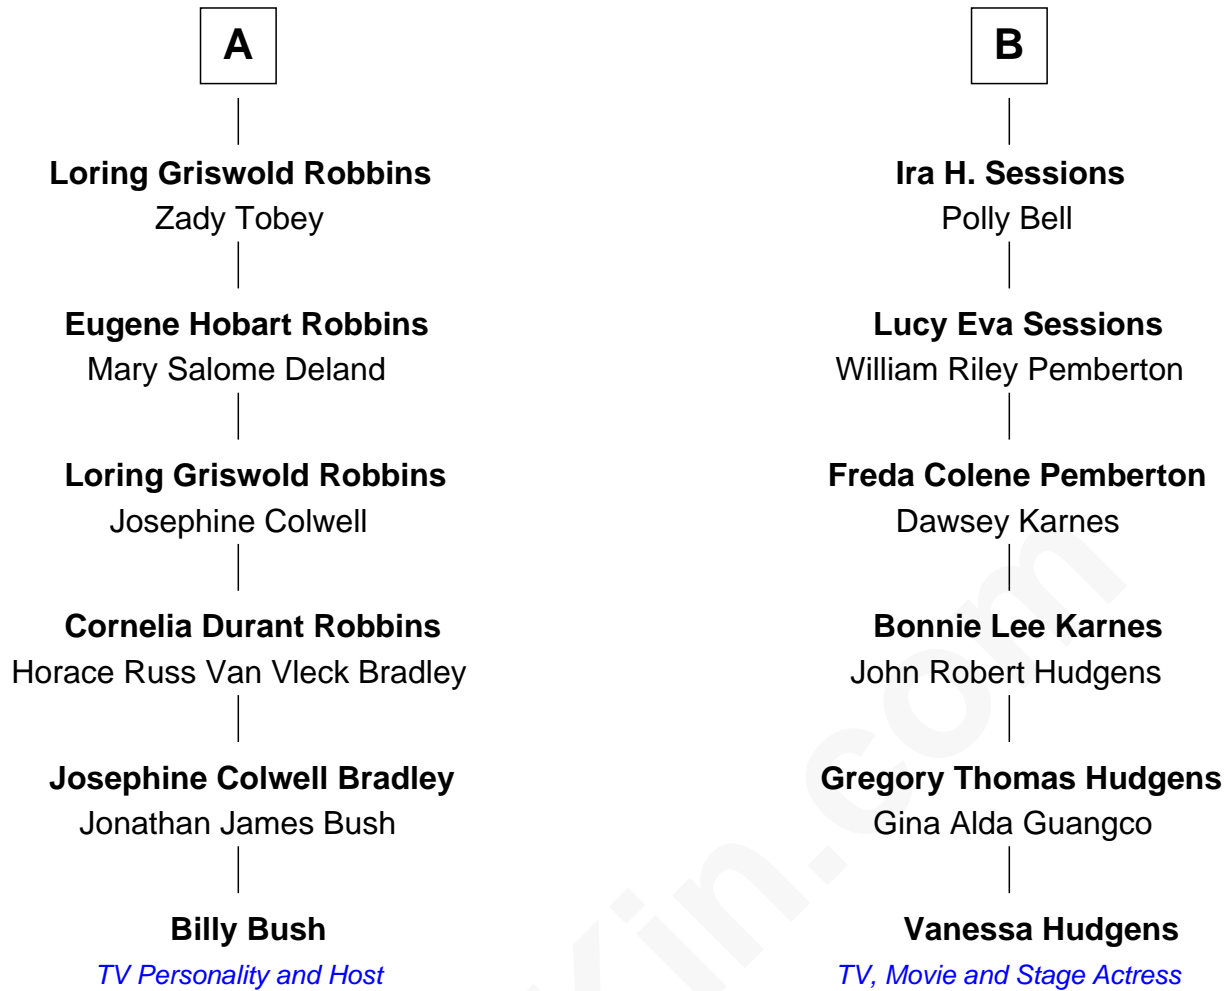 A
Loring Griswold Robbins
Zady Tobey
Eugene Hobart Robbins
Mary Salome Deland
Loring Griswold Robbins
Josephine Colwell
Cornelia Durant Robbins
Horace Russ Van Vleck Bradley
Josephine Colwell Bradley
Jonathan James Bush
Billy Bush
TV Personality and Host
B
Ira H. Sessions
Polly Bell
Lucy Eva Sessions
William Riley Pemberton
Freda Colene Pemberton
Dawsey Karnes
Bonnie Lee Karnes
John Robert Hudgens
Gregory Thomas Hudgens
Gina Alda Guangco
Vanessa Hudgens
TV, Movie and Stage Actress
Kin.com